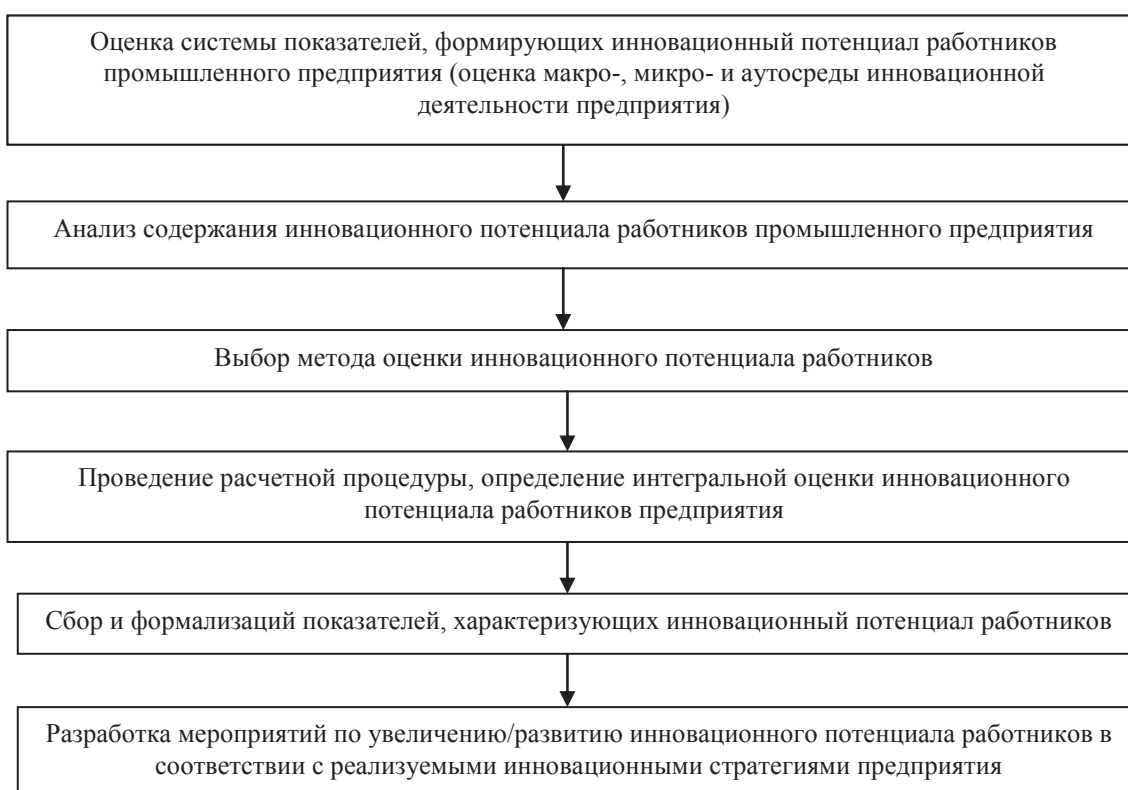 Оценка системы показателей, формирующих инновационный потенциал работников
промышленного предприятия (оценка макро-, микро- и аутосреды инновационной
деятельности предприятия)
Анализ содержания инновационного потенциала работников промышленного предприятия
Выбор метода оценки инновационного потенциала работников
Проведение расчетной процедуры, определение интегральной оценки инновационного
потенциала работников предприятия
Сбор и формализаций показателей, характеризующих инновационный потенциал работников
Разработка мероприятий по увеличению/развитию инновационного потенциала работников в
соответствии с реализуемыми инновационными стратегиями предприятия